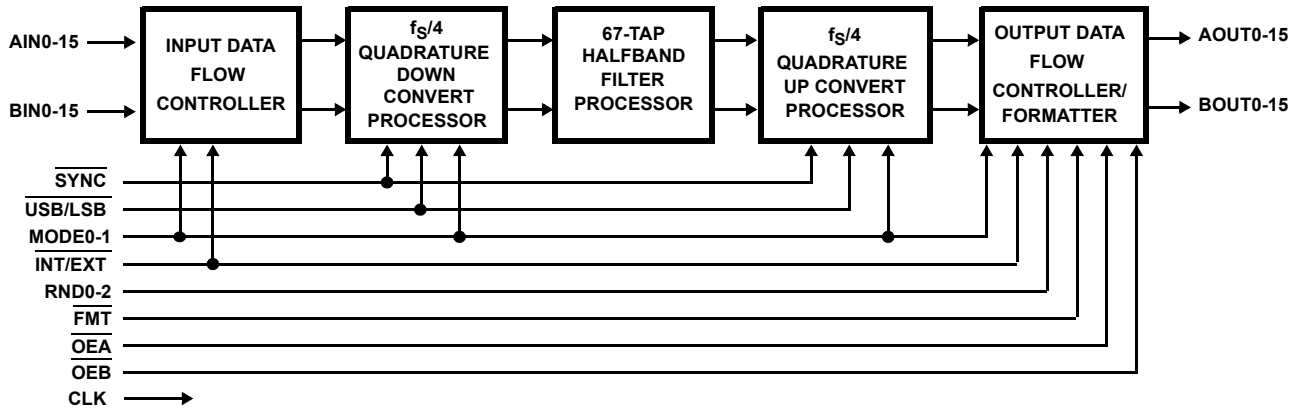 AIN0-15
BIN0-15
INPUT DATA
FLOW
CONTROLLER
fS/4
QUADRATURE
DOWN
CONVERT
PROCESSOR
67-TAP
HALFBAND
FILTER
PROCESSOR
fS/4
QUADRATURE
UP CONVERT
PROCESSOR
OUTPUT DATA
FLOW
CONTROLLER/
FORMATTER
AOUT0-15
BOUT0-15
SYNC
USB/LSB
MODE0-1
INT/EXT
RND0-2
FMT
OEA
OEB
CLK